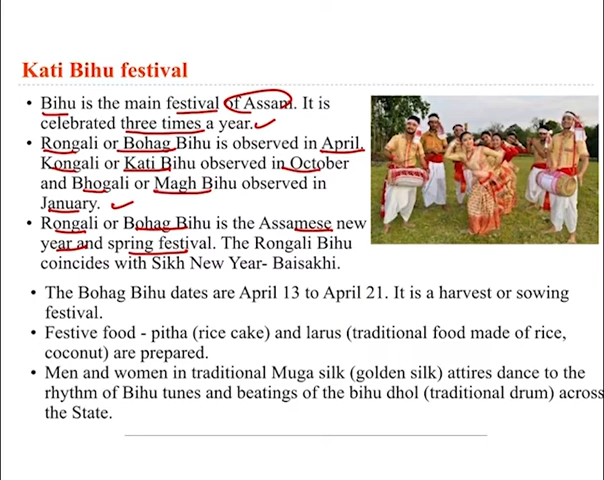 Kati Bihu festival
• Bihu is the main festival of Assam. It is
celebrated three times a year.
• Rongali or Bohag Bihu is observed in April,
Kongali or Kati Bihu observed in October
and Bhogali or Magh Bihu observed in
January.
• Rongali or Bohag Bihu is the Assamese new
year and spring festival. The Rongali Bihu
coincides with Sikh New Year- Baisakhi.
• The Bohag Bihu dates are April 13 to April 21. It is a harvest or sowing
festival.
• Festive food - pitha (rice cake) and larus (traditional food made of rice,
coconut) are prepared.
• Men and women in traditional Muga silk (golden silk) attires dance to the
rhythm of Bihu tunes and beatings of the bihu dhol (traditional drum) across
the State.